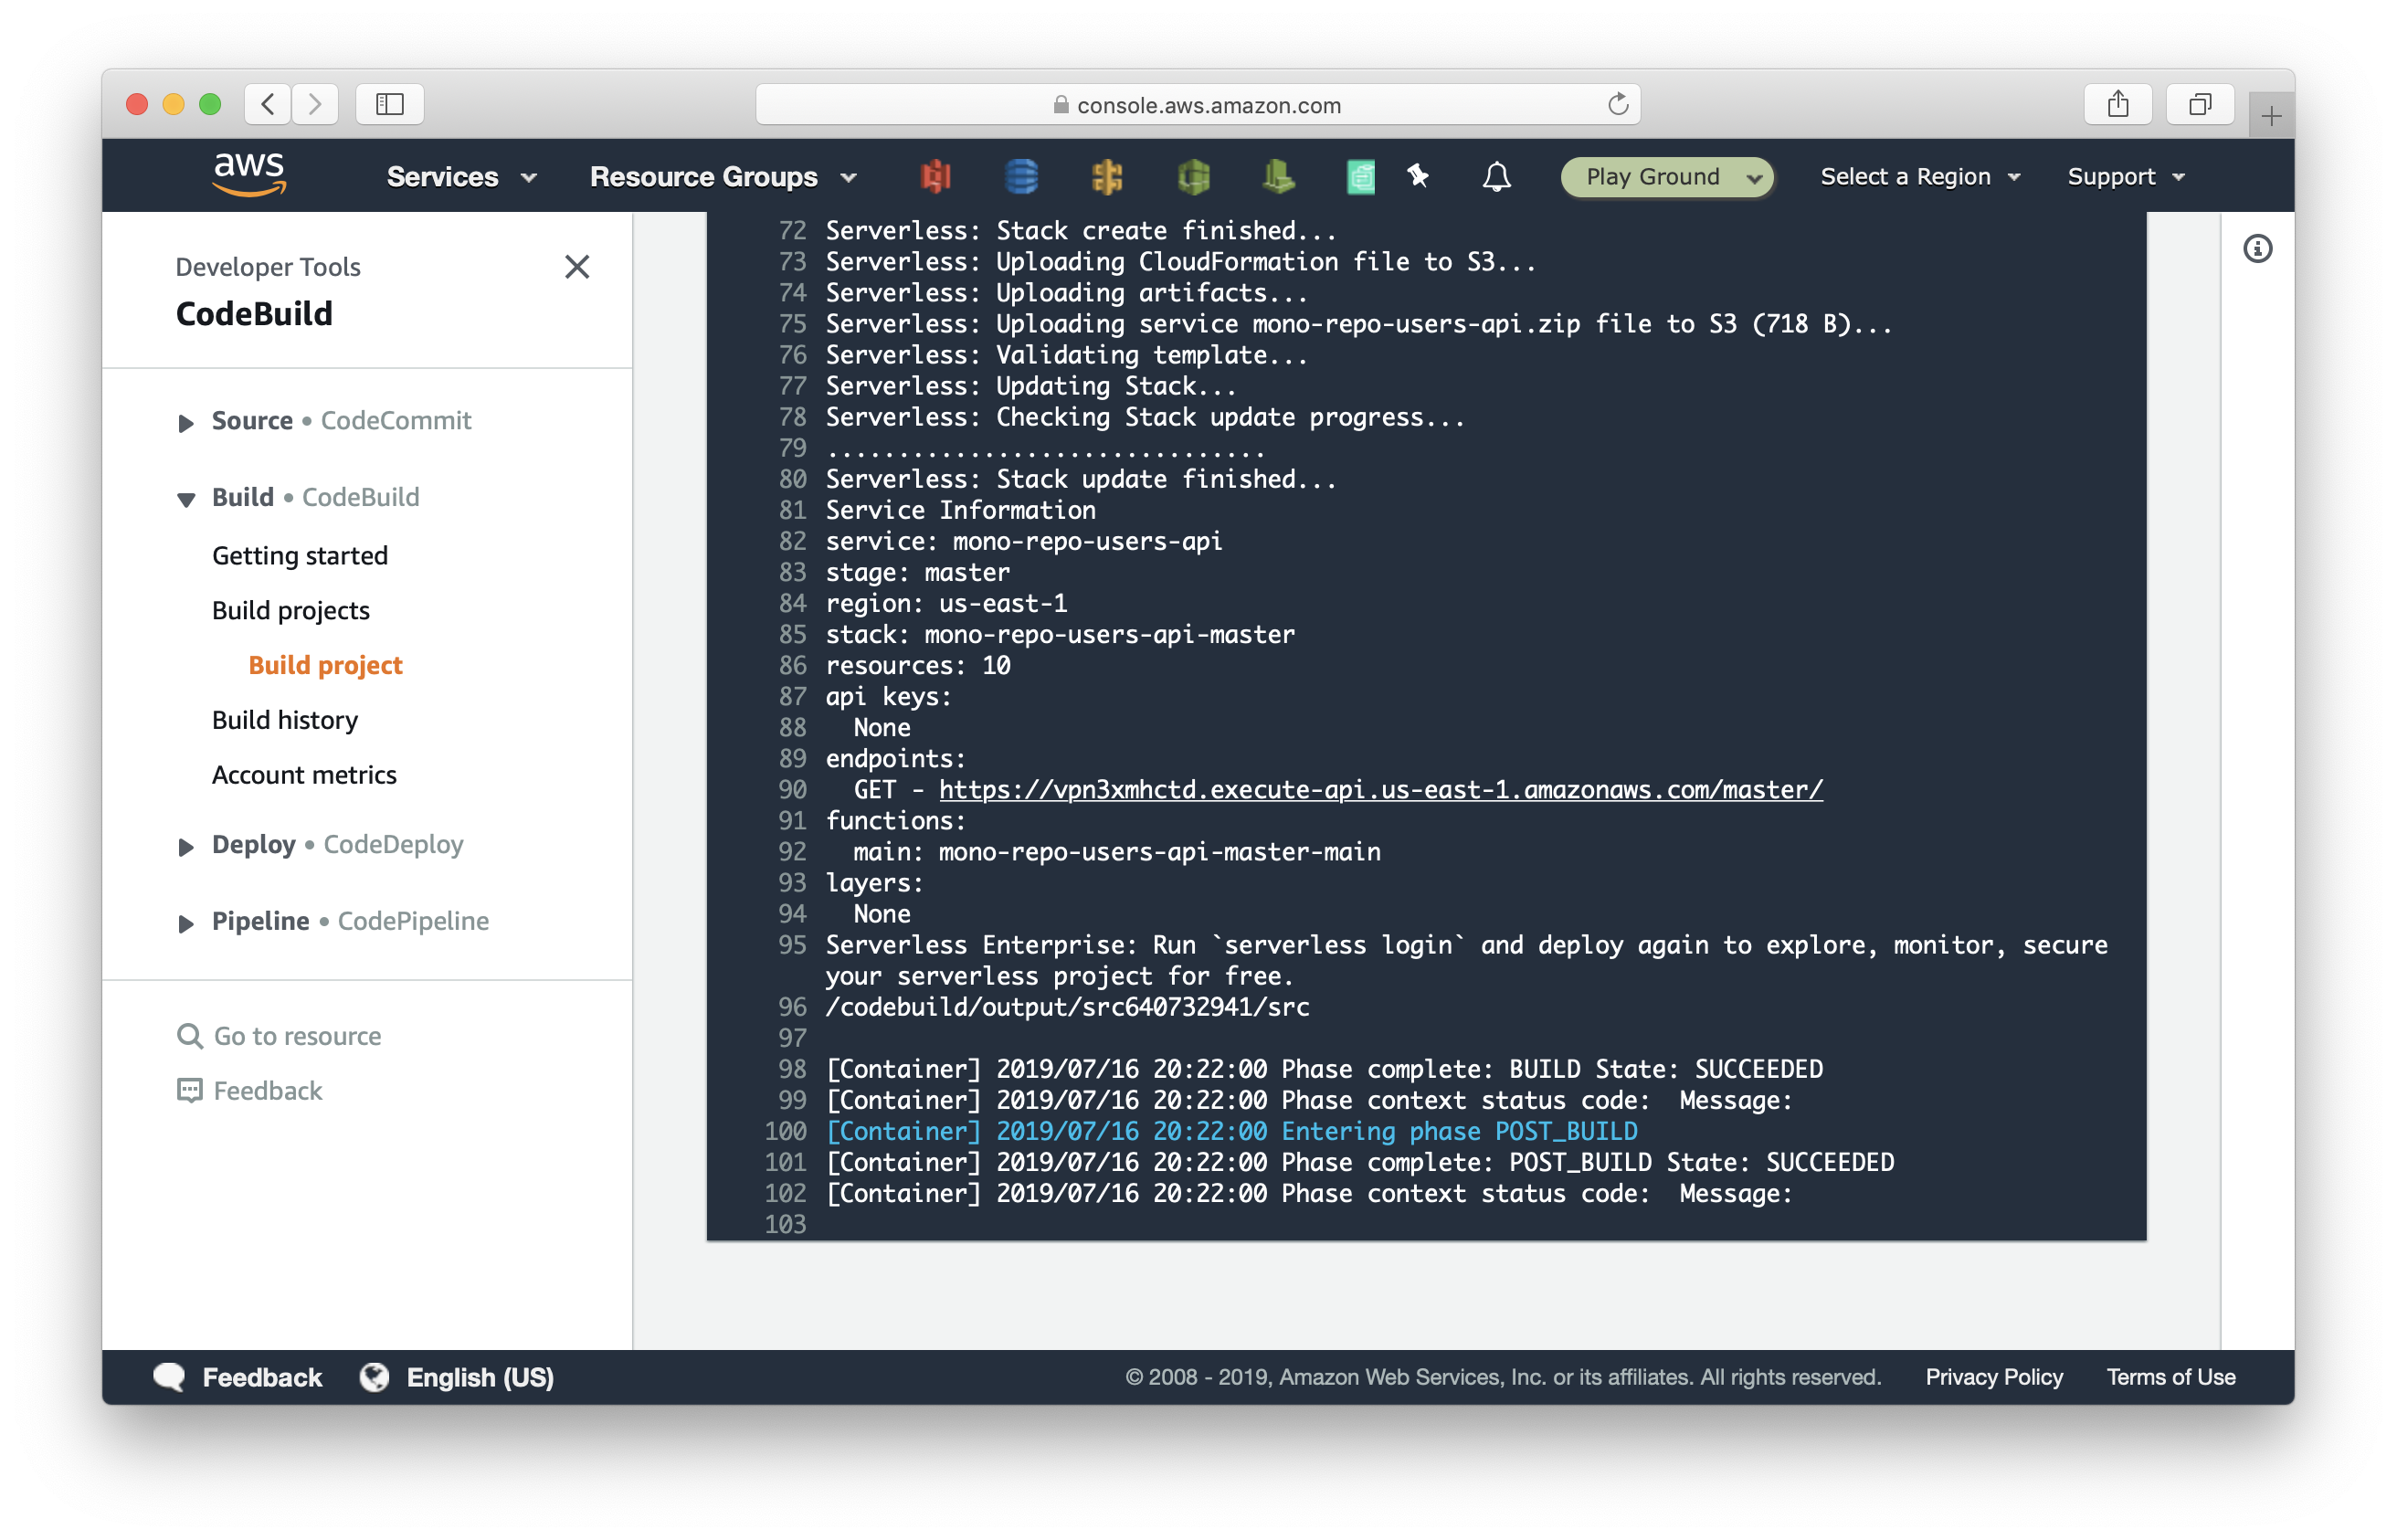 console.aws.amazon.com
aws
Services
Resource Groups
Play Ground
Select a Region
Support
Developer Tools
CodeBuild
Source • CodeCommit
Build • CodeBuild
Getting started
Build projects
Build project
Build history
Account metrics
Deploy • CodeDeploy
Pipeline • CodePipeline
Go to resource
Feedback
72 Serverless: Stack create finished...
73 Serverless: Uploading CloudFormation file to S3...
74 Serverless: Uploading artifacts...
75 Serverless: Uploading service mono-repo-users-api.zip file to S3 (718 B)...
76 Serverless: Validating template...
77 Serverless: Updating Stack...
78 Serverless: Checking Stack update progress...
79 ...............................
80 Serverless: Stack update finished...
81 Service Information
82 service: mono-repo-users-api
83 stage: master
84 region: us-east-1
85 stack: mono-repo-users-api-master
86 resources: 10
87 api keys:
88   None
89 endpoints:
90   GET - https://vpn3xmhctd.execute-api.us-east-1.amazonaws.com/master/
91 functions:
92   main: mono-repo-users-api-master-main
93 layers:
94   None
95 Serverless Enterprise: Run `serverless login` and deploy again to explore, monitor, secure
your serverless project for free.
96 /codebuild/output/src640732941/src
97
98 [Container] 2019/07/16 20:22:00 Phase complete: BUILD State: SUCCEEDED
99 [Container] 2019/07/16 20:22:00 Phase context status code:  Message:
100 [Container] 2019/07/16 20:22:00 Entering phase POST_BUILD
101 [Container] 2019/07/16 20:22:00 Phase complete: POST_BUILD State: SUCCEEDED
102 [Container] 2019/07/16 20:22:00 Phase context status code:  Message:
103
Feedback
English (US)
© 2008 - 2019, Amazon Web Services, Inc. or its affiliates. All rights reserved.
Privacy Policy
Terms of Use